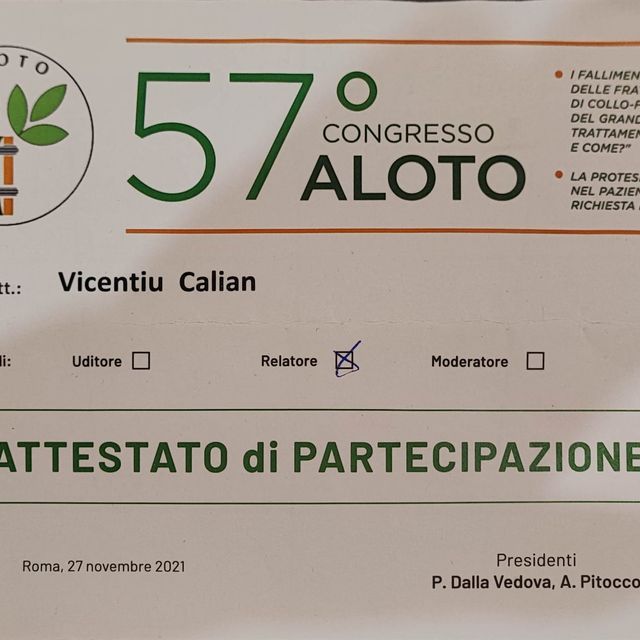 OTO
57°
CONGRESSO
ALOTO
• I FALLIMEN
DELLE FRA
DI COLLO-F
DEL GRAND
TRATTAMEN
E COME?"
• LA PROTES
NEL PAZIEN
RICHIESTA
tt.: Vicentiu Calian
di: Uditore Relatore Moderatore
ATTESTATO di PARTECIPAZIONE
Roma, 27 novembre 2021
Presidenti
P. Dalla Vedova, A. Pitocco